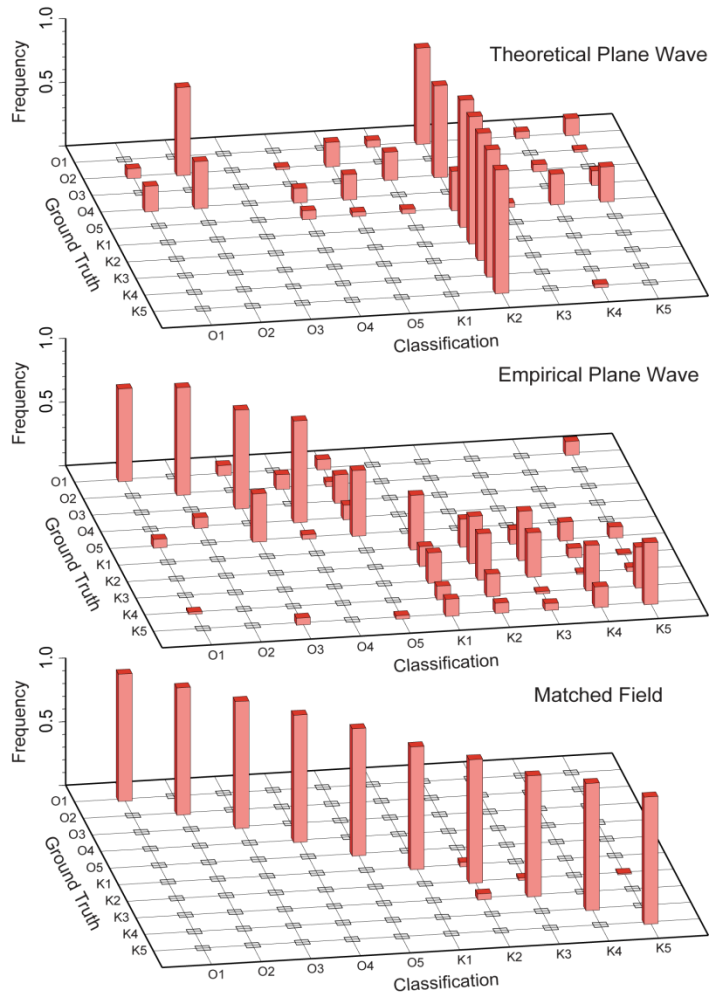 1.0
Theoretical Plane Wave
Frequency
0.5
O1
O2
O3
O4
O5
K1
K2
K3
K4
K5
Ground Truth
O1
O2
O3
O4
O5
K1
K2
K3
K4
K5
Classification
1.0
Empirical Plane Wave
Frequency
0.5
O1
O2
O3
O4
O5
K1
K2
K3
K4
K5
Ground Truth
O1
O2
O3
O4
O5
K1
K2
K3
K4
K5
Classification
1.0
Matched Field
Frequency
0.5
O1
O2
O3
O4
O5
K1
K2
K3
K4
K5
Ground Truth
O1
O2
O3
O4
O5
K1
K2
K3
K4
K5
Classification